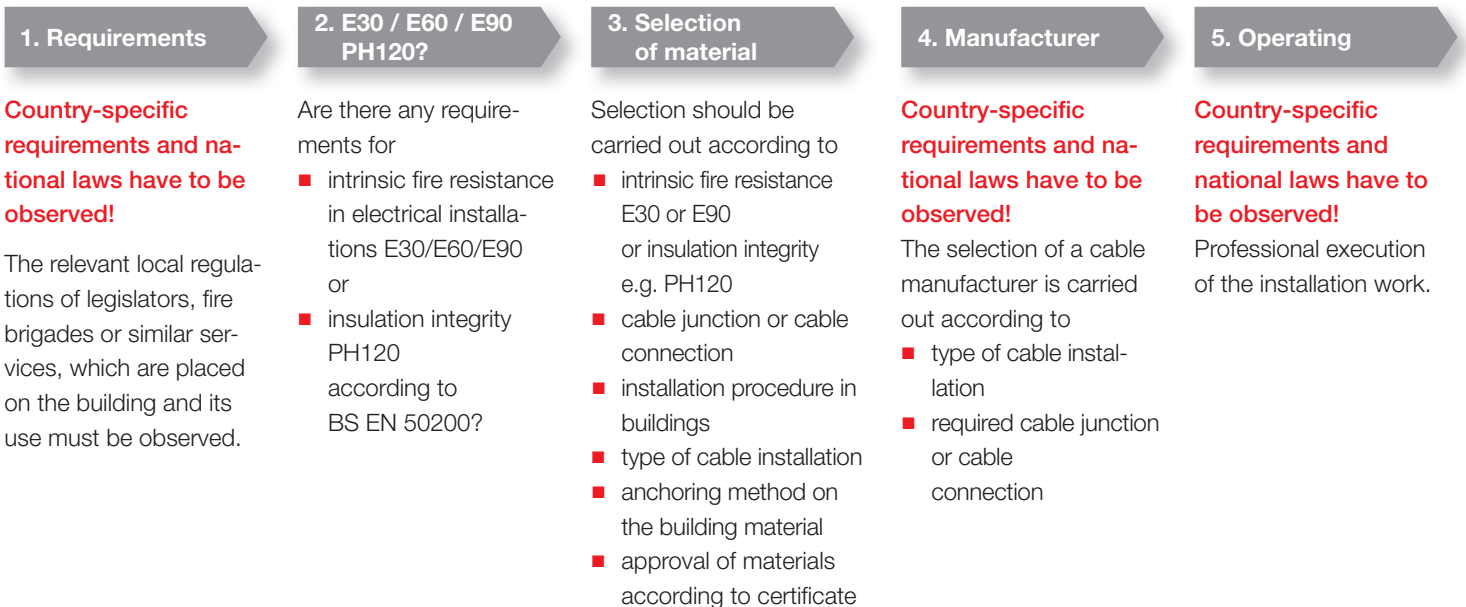 1. Requirements
Country-specific
requirements and na-
tional laws have to be
observed!
The relevant local regula-
tions of legislators, fire
brigades or similar ser-
vices, which are placed
on the building and its
use must be observed.
2. E30 / E60 / E90
PH120?
Are there any require-
ments for
■ intrinsic fire resistance
in electrical installa-
tions E30/E60/E90
or
■ insulation integrity
PH120
according to
BS EN 50200?
3. Selection
of material
Selection should be
carried out according to
■ intrinsic fire resistance
E30 or E90
or insulation integrity
e.g. PH120
■ cable junction or cable
connection
■ installation procedure in
buildings
■ type of cable installation
■ anchoring method on
the building material
■ approval of materials
according to certificate
4. Manufacturer
Country-specific
requirements and na-
tional laws have to be
observed!
The selection of a cable
manufacturer is carried
out according to
■ type of cable instal-
lation
■ required cable junction
or cable
connection
5. Operating
Country-specific
requirements and
national laws have to
be observed!
Professional execution
of the installation work.